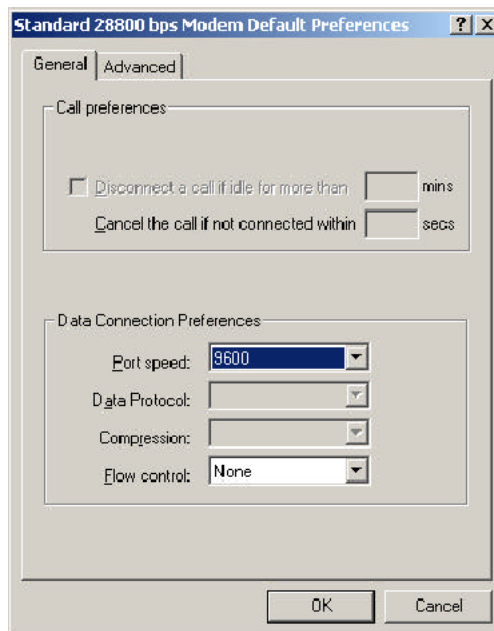 Standard 28800 bps Modem Default Preferences ? X
General Advanced
Call preferences
Disconnect a call if idle for more than mins
Cancel the call if not connected within secs
Data Connection Preferences
Port speed: 9600
Data Protocol:
Compression:
Flow control: None
OK Cancel